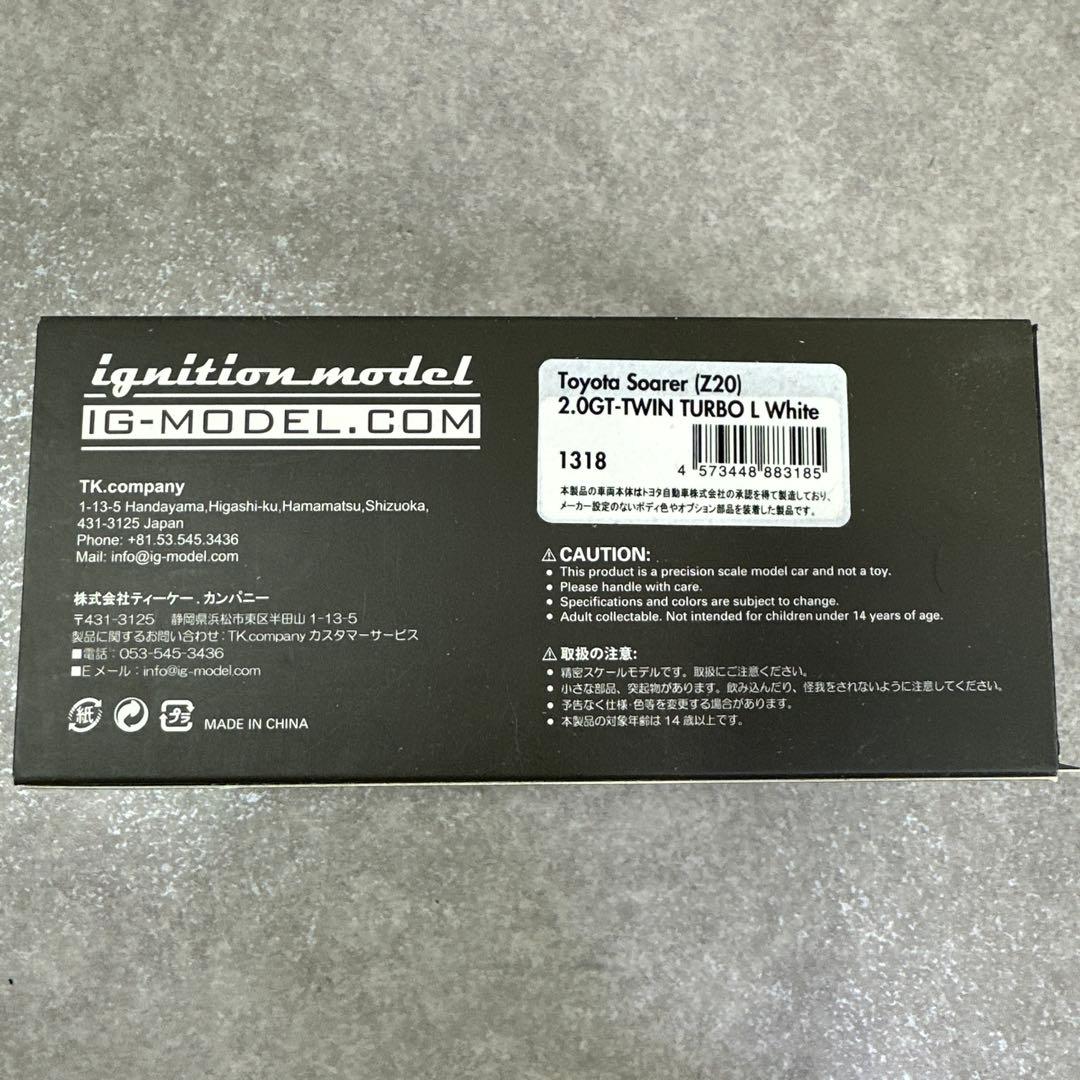 ignition model
IG-MODEL.COM
TK.company
1-13-5 Handayama,Higashi-ku,Hamamatsu,Shizuoka,
431-3125 Japan
Phone: +81.53.545.3436
Mail: info@ig-model.com
株式会社ティーケー.カンパニー
〒431-3125 静岡県浜松市東区半田山 1-13-5
製品に関するお問い合わせ：TK.company カスタマーサービス
■電話：053-545-3436
■E メール：info@ig-model.com
紙
プラ
MADE IN CHINA
Toyota Soarer (Z20)
2.0GT-TWIN TURBO L White
1318
4 573448 883185
本製品の車両本体はトヨタ自動車株式会社の承認を得て製造しており、
メーカー設定のないボディ色やオプション部品を装着した製品です。
⚠ CAUTION:
• This product is a precision scale model car and not a toy.
• Please handle with care.
• Specifications and colors are subject to change.
• Adult collectable. Not intended for children under 14 years of age.
⚠ 取扱の注意:
• 精密スケールモデルです。取扱にご注意ください。
• 小さな部品、突起物があります。飲み込んだり、怪我をされないように注意してください。
• 予告なく仕様・色等を変更する場合があります。
• 本製品の対象年齢は 14 歳以上です。